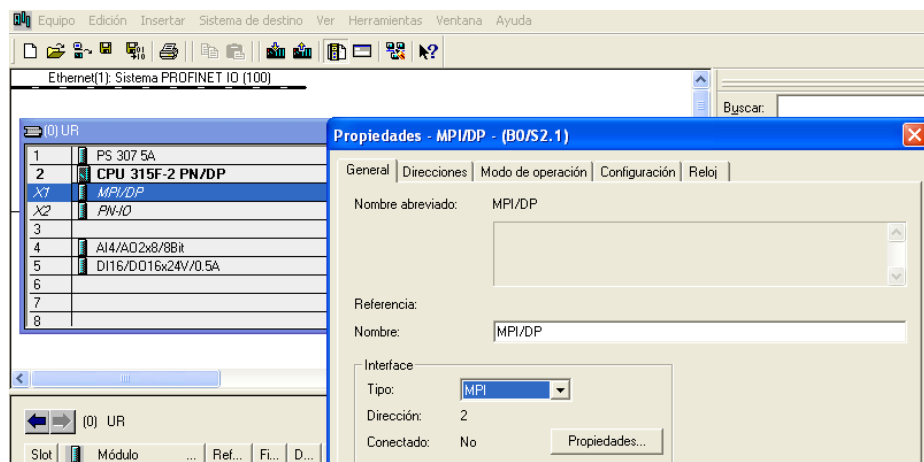 Equipo Edición Insertar Sistema de destino Ver Herramientas Ventana Ayuda
Ethernet(1): Sistema PROFINET IO (100)
Buscar:
(0) UR
1 PS 307 5A
2 CPU 315F-2 PN/DP
X1 MPI/DP
X2 PN-IO
3
4 AI4/AO2x8/8Bit
5 DI16/DO16x24V/0.5A
6
7
8
Propiedades - MPI/DP - (B0/S2.1)
General Direcciones Modo de operación Configuración Reloj
Nombre abreviado: MPI/DP
Referencia:
Nombre: MPI/DP
Interface
Tipo: MPI
Dirección: 2
Conectado: No Propiedades...
(0) UR
Slot Módulo ... Ref... Fi... D...